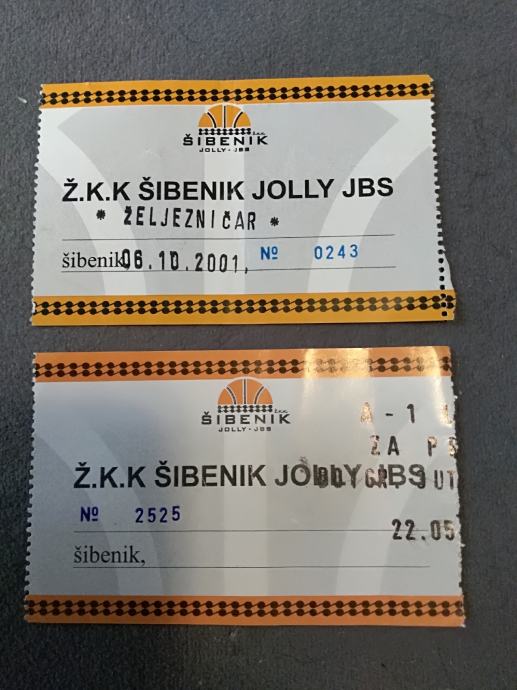 ž.k.k.
ŠIBENIK
JOLLY-JBS
Ž.K.K ŠIBENIK JOLLY JBS
* ŽELJEZNIČAR *
šibenik, 06.10.2001, Nº 0243
ž.k.k.
ŠIBENIK
JOLLY-JBS
A-1
ZA
Ž.K.K ŠIBENIK JOLLY JBS
Nº 2525
22.05
šibenik,